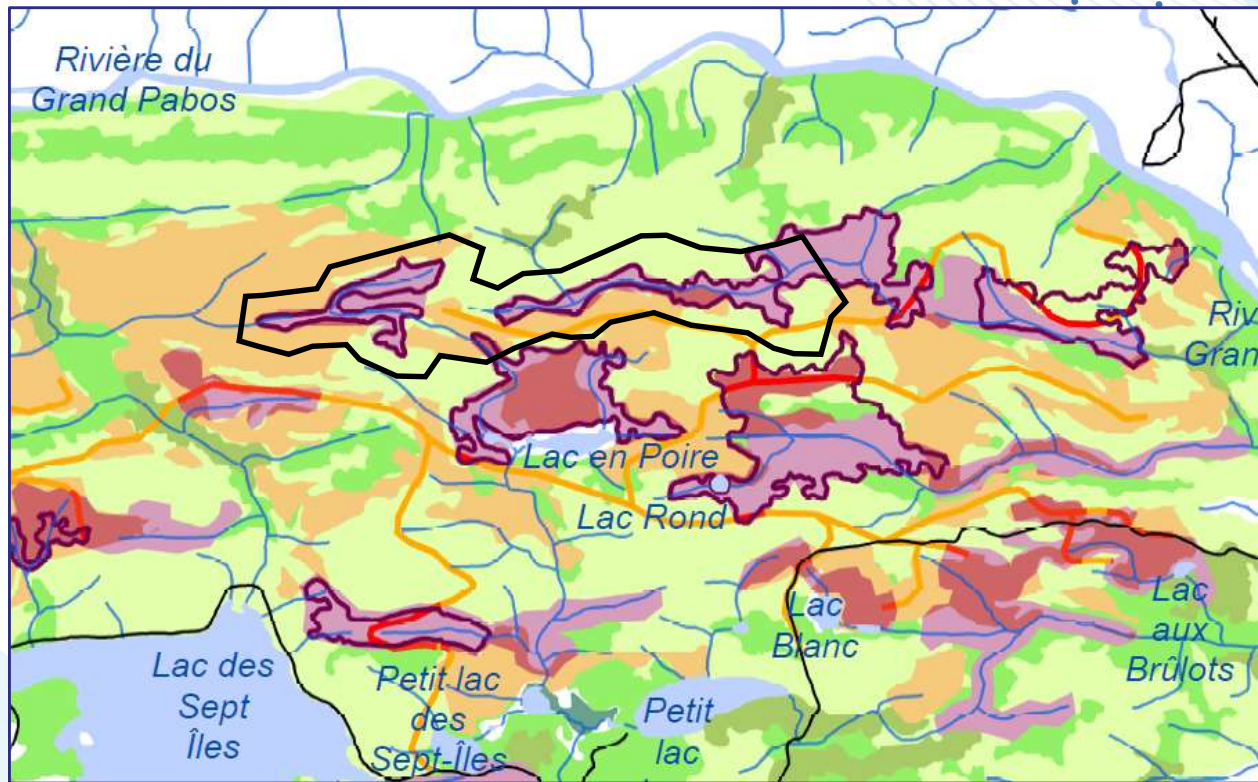 Rivière du
Grand Pabos
Riv
Gran
Lac en Poire
Lac Rond
Lac
Blanc
Lac
aux
Brûlots
Lac des
Sept
Îles
Petit lac
des
Sept-Îles
Petit
lac